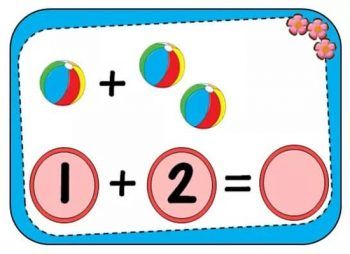 +
1 + 2 =